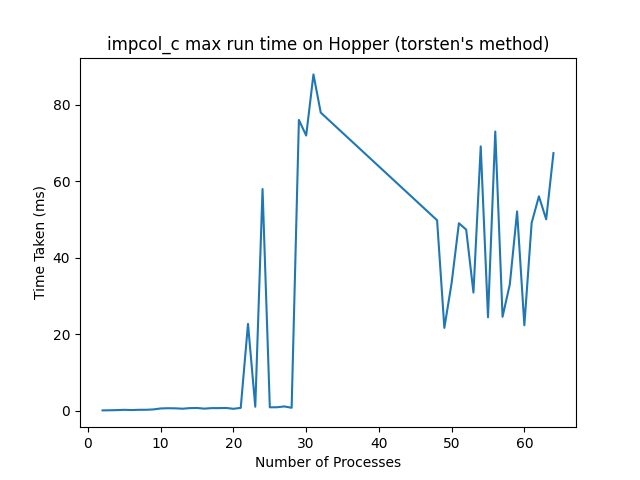 impcol_c max run time on Hopper (torsten's method)
80
60
40
20
0
Time Taken (ms)
0 10 20 30 40 50 60
Number of Processes